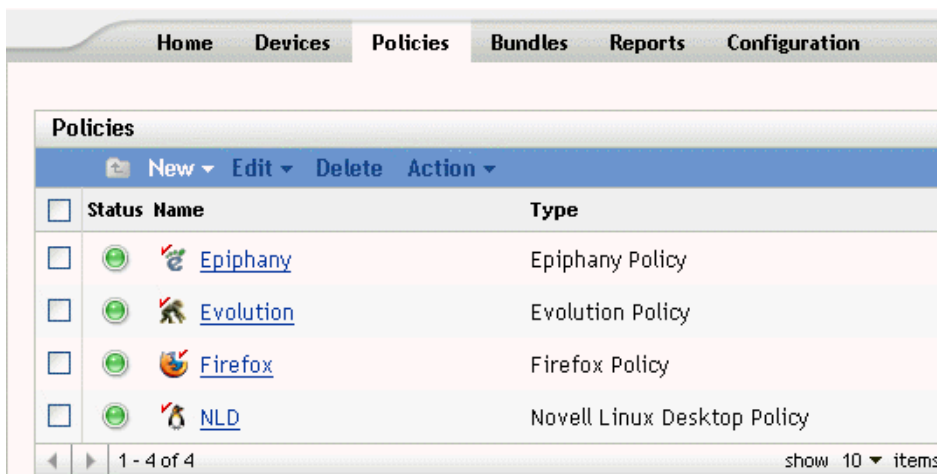 Home Devices Policies Bundles Reports Configuration
Policies
New Edit Delete Action
Status Name Type
Epiphany Epiphany Policy
Evolution Evolution Policy
Firefox Firefox Policy
NLD Novell Linux Desktop Policy
1 - 4 of 4 show 10 items